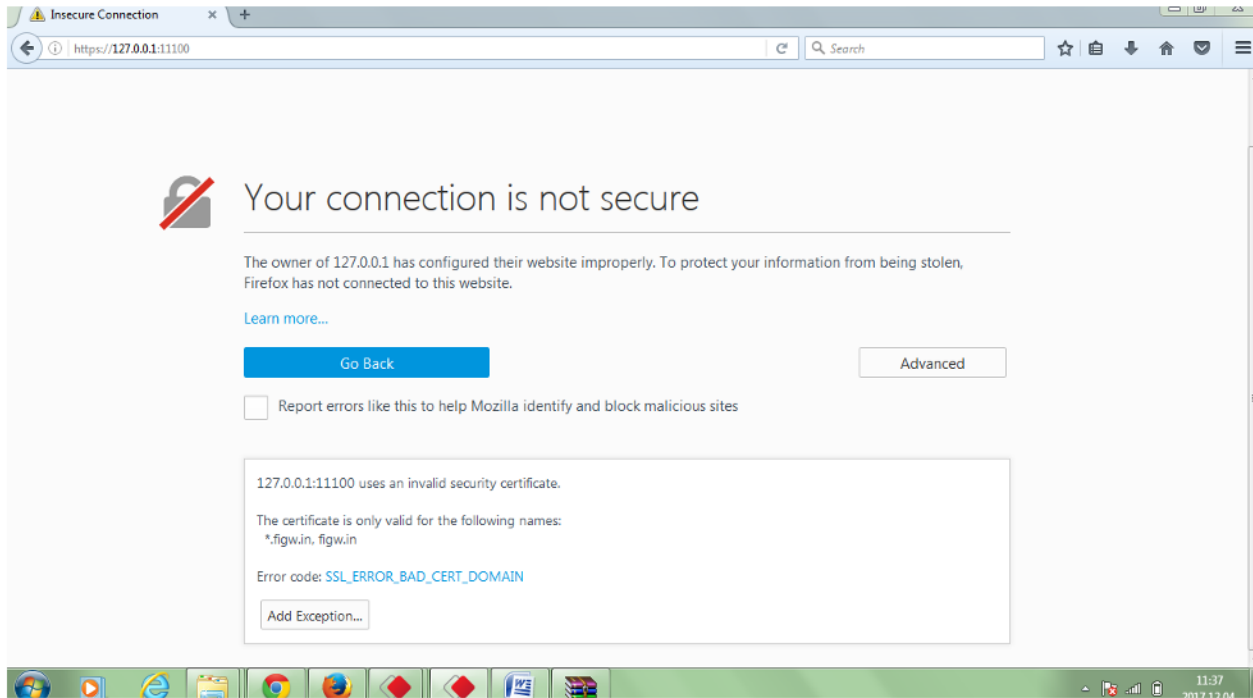 Insecure Connection
https://127.0.0.1:11100
Search
Your connection is not secure
The owner of 127.0.0.1 has configured their website improperly. To protect your information from being stolen,
Firefox has not connected to this website.
Learn more...
Go Back
Advanced
Report errors like this to help Mozilla identify and block malicious sites
127.0.0.1:11100 uses an invalid security certificate.
The certificate is only valid for the following names:
*.figw.in, figw.in
Error code: SSL_ERROR_BAD_CERT_DOMAIN
Add Exception...
11:37
2017.12.04